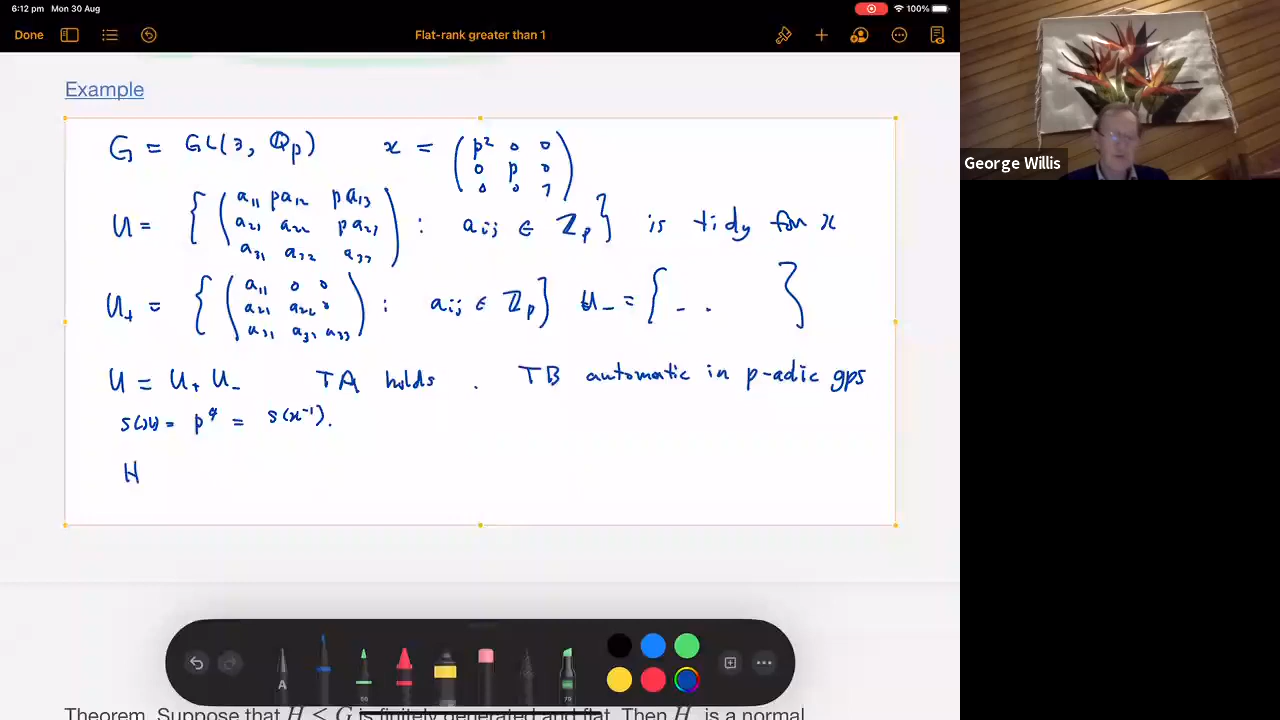 6:12 pm Mon 30 Aug
100%
Done
Flat-rank greater than 1
George Willis
Example
G = GL(3, ℚp) x = (p² 0 0
0 p 0
0 0 1)
U = { (a11 pa12 pa13
a21 a22 pa23
a31 a32 a33) : aij ∈ ℤp } is tidy for x
U+ = { (a11 0 0
a21 a22 0
a31 a32 a33) : aij ∈ ℤp } U- = { - .. }
U = U+ U- TA holds . TB automatic in p-adic gps
s(x) = p⁴ = s(x⁻¹).
H
A
Theorem. Suppose that H ≤ G is finitely generated and flat. Then H is a normal